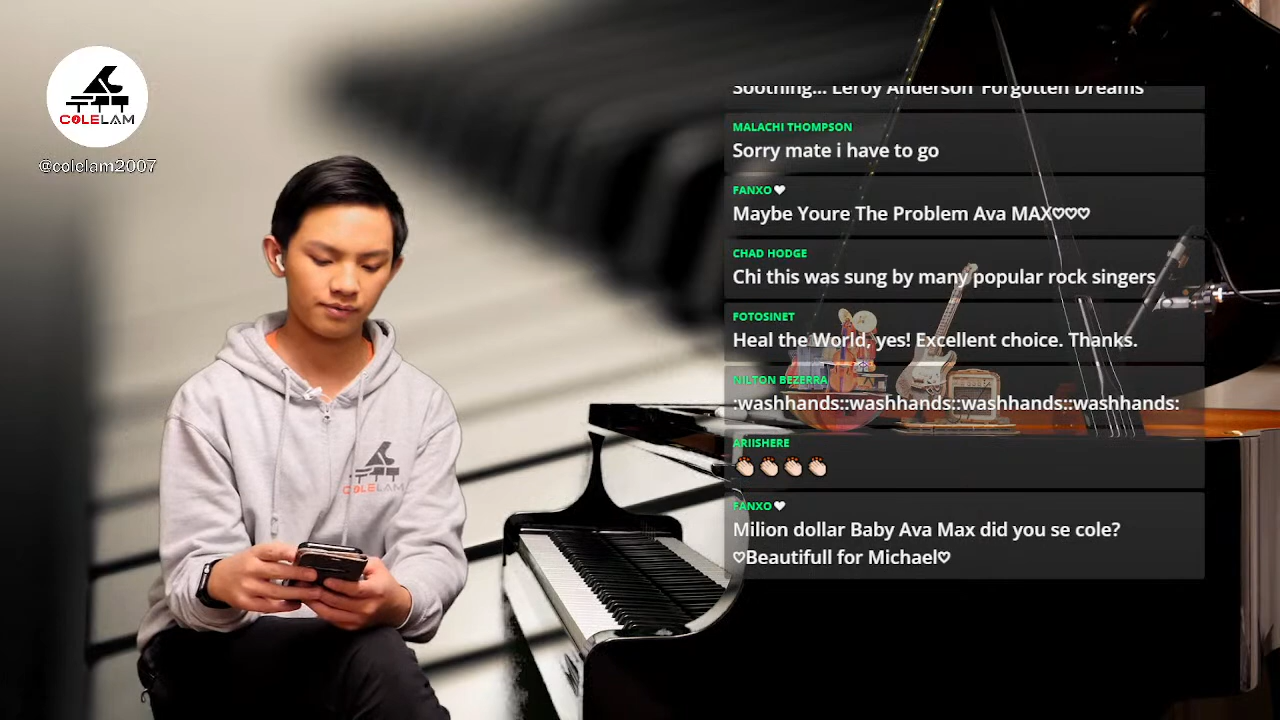 COLELAM
@colelam2007
Soothing... Leroy Anderson 'Forgotten Dreams'
MALACHI THOMPSON
Sorry mate i have to go
FANXO🤍
Maybe Youre The Problem Ava MAX♡♡♡
CHAD HODGE
Chi this was sung by many popular rock singers
FOTOSINET
Heal the World, yes! Excellent choice. Thanks.
NILTON BEZERRA
:washhands::washhands::washhands::washhands:
ARIISHERE
👏🏻👏🏻👏🏻👏🏻
FANXO🤍
Milion dollar Baby Ava Max did you se cole?
♡Beautifull for Michael♡
COLELAM